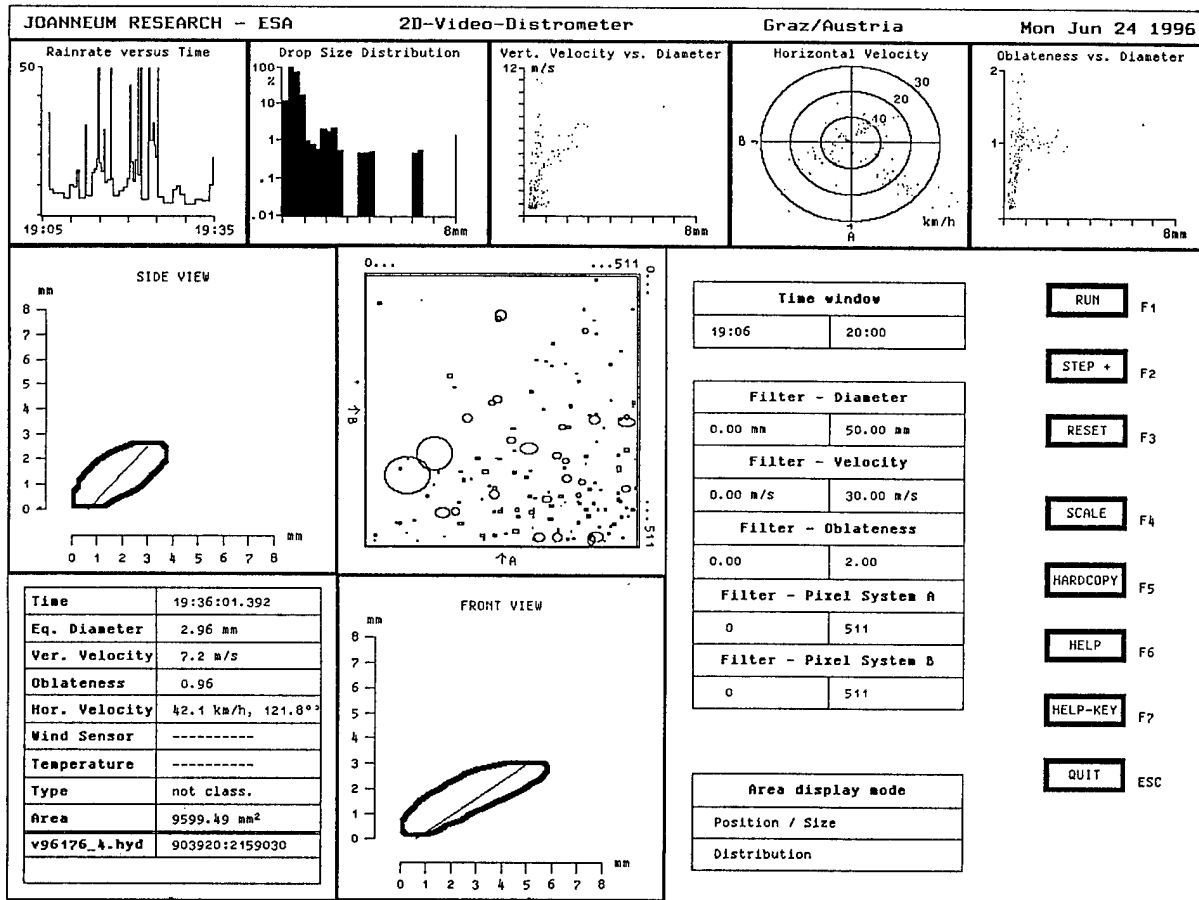 JOANNEUM RESEARCH - ESA 2D-Video-Distrometer Graz/Austria Mon Jun 24 1996
Rainrate versus Time
50
19:05 19:35
Drop Size Distribution
100
%
10
1
.1
.01
8mm
Vert. Velocity vs. Diameter
12 m/s
8mm
Horizontal Velocity
30
20
10
B
A
km/h
Oblateness vs. Diameter
2
1
8mm
SIDE VIEW
mm
8
7
6
5
4
3
2
1
0
0 1 2 3 4 5 6 7 8 mm
0... ...511
0...
...511
↑B
↑A
Time 19:36:01.392
Eq. Diameter 2.96 mm
Ver. Velocity 7.2 m/s
Oblateness 0.96
Hor. Velocity 42.1 km/h, 121.8°
Wind Sensor ----------
Temperature ----------
Type not class.
Area 9599.49 mm²
v96176_4.hyd 903920:2159030
FRONT VIEW
mm
8
7
6
5
4
3
2
1
0
0 1 2 3 4 5 6 7 8 mm
Time window
19:06 20:00
Filter - Diameter
0.00 mm 50.00 mm
Filter - Velocity
0.00 m/s 30.00 m/s
Filter - Oblateness
0.00 2.00
Filter - Pixel System A
0 511
Filter - Pixel System B
0 511
Area display mode
Position / Size
Distribution
RUN F1
STEP + F2
RESET F3
SCALE F4
HARDCOPY F5
HELP F6
HELP-KEY F7
QUIT ESC